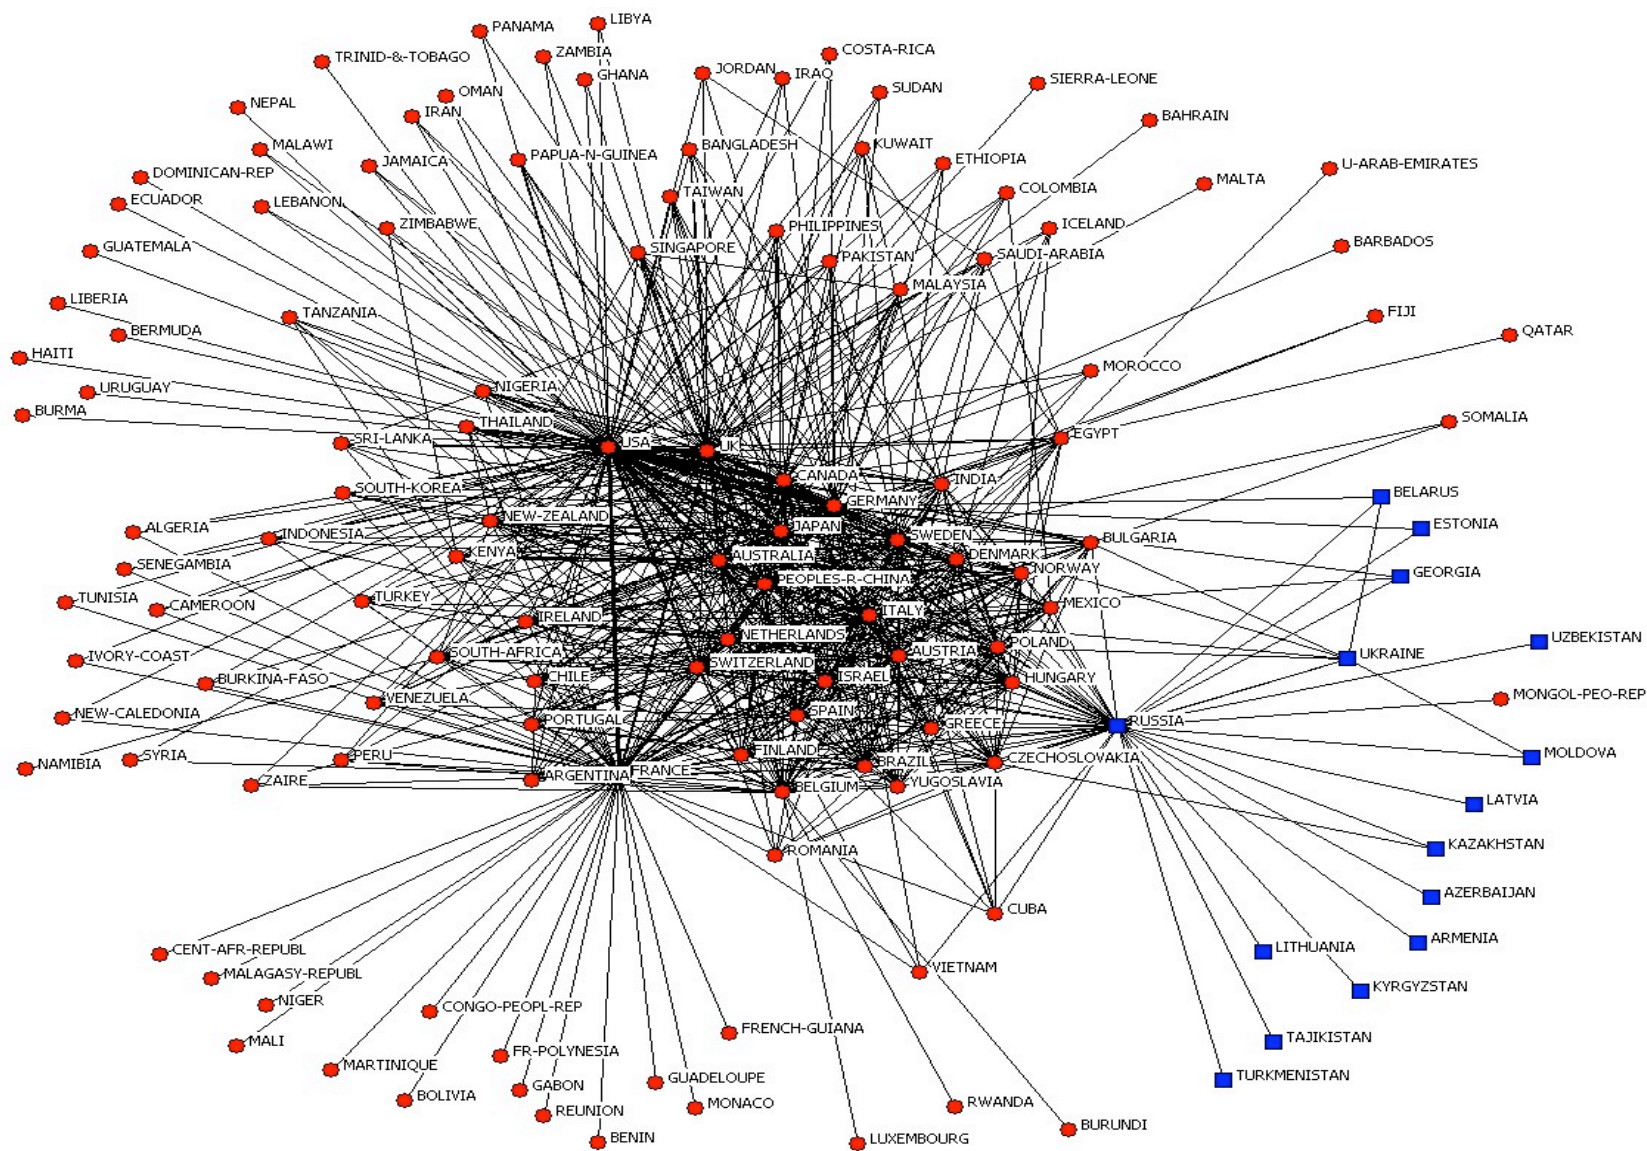 LIBYA
PANAMA
ZAMBIA
COSTA-RICA
TRINID-&-TOBAGO
GHANA
JORDAN
IRAQ
SIERRA-LEONE
SUDAN
OMAN
NEPAL
IRAN
BAHRAIN
MALAWI
BANGLADESH
KUWAIT
PAPUA-N-GUINEA
ETHIOPIA
JAMAICA
U-ARAB-EMIRATES
DOMINICAN-REP
MALTA
TAIWAN
COLOMBIA
ECUADOR
LEBANON
ZIMBABWE
PHILIPPINES
ICELAND
BARBADOS
GUATEMALA
SINGAPORE
PAKISTAN
SAUDI-ARABIA
MALAYSIA
LIBERIA
TANZANIA
FIJI
BERMUDA
QATAR
HAITI
MOROCCO
URUGUAY
NIGERIA
BURMA
THAILAND
SOMALIA
SRI-LANKA
USA
UK
EGYPT
CANADA
INDIA
SOUTH-KOREA
GERMANY
BELARUS
NEW-ZEALAND
JAPAN
ESTONIA
ALGERIA
INDONESIA
SWEDEN
BULGARIA
KENYA
AUSTRALIA
DENMARK
SENEGAMBIA
NORWAY
GEORGIA
PEOPLES-R-CHINA
TUNISIA
CAMEROON
TURKEY
MEXICO
IRELAND
ITALY
NETHERLANDS
UZBEKISTAN
IVORY-COAST
SOUTH-AFRICA
SWITZERLAND
AUSTRIA
POLAND
UKRAINE
BURKINA-FASO
CHILE
ISRAEL
HUNGARY
MONGOL-PEO-REP
VENEZUELA
NEW-CALEDONIA
PORTUGAL
SPAIN
GREECE
RUSSIA
SYRIA
PERU
FINLAND
CZECHOSLOVAKIA
MOLDOVA
NAMIBIA
BRAZIL
ZAIRE
ARGENTINA
FRANCE
BELGIUM
YUGOSLAVIA
LATVIA
ROMANIA
KAZAKHSTAN
AZERBAIJAN
CUBA
ARMENIA
CENT-AFR-REPUBL
LITHUANIA
MALAGASY-REPUBL
VIETNAM
KYRGYZSTAN
NIGER
CONGO-PEOPL-REP
FRENCH-GUIANA
TAJIKISTAN
MALI
FR-POLYNESIA
MARTINIQUE
TURKMENISTAN
GUADELOUPE
GABON
BOLIVIA
MONACO
RWANDA
REUNION
BURUNDI
BENIN
LUXEMBOURG